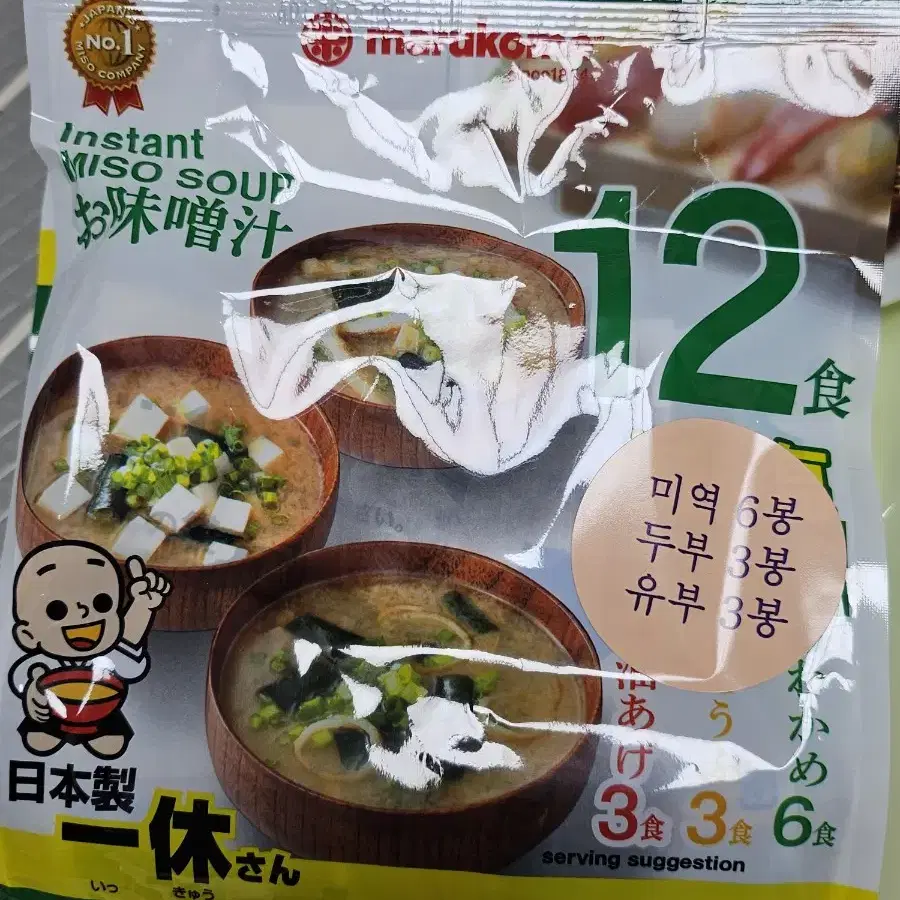 JAPAN'S
No.1
MISO COMPANY
marukome
Instant
MISO SOUP
お味噌汁
12食
미역 6봉
두부 3봉
유부 3봉
油あげ
3食
う
3食
わかめ
6食
serving suggestion
日本製
一休さん
いっ きゅう